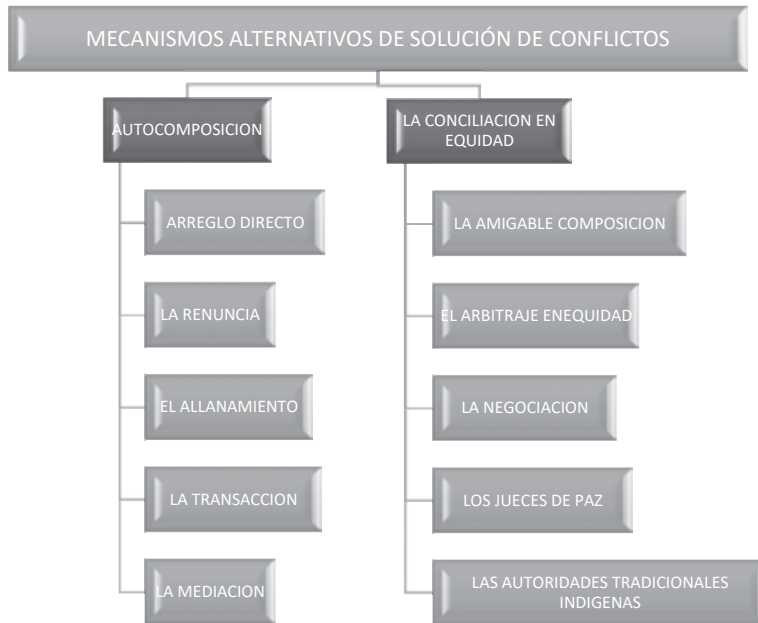 MECANISMOS ALTERNATIVOS DE SOLUCIÓN DE CONFLICTOS
AUTOCOMPOSICION
ARREGLO DIRECTO
LA RENUNCIA
EL ALLANAMIENTO
LA TRANSACCION
LA MEDIACION
LA CONCILIACION EN
EQUIDAD
LA AMIGABLE COMPOSICION
EL ARBITRAJE ENEQUIDAD
LA NEGOCIACION
LOS JUECES DE PAZ
LAS AUTORIDADES TRADICIONALES
INDIGENAS